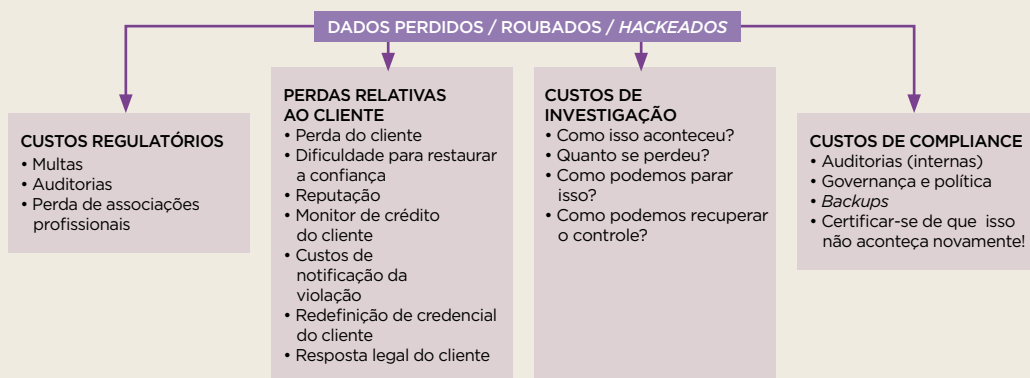 DADOS PERDIDOS / ROUBADOS / HACKEADOS
CUSTOS REGULATÓRIOS
• Multas
• Auditorias
• Perda de associações
profissionais
PERDAS RELATIVAS
AO CLIENTE
• Perda do cliente
• Dificuldade para restaurar
a confiança
• Reputação
• Monitor de crédito
do cliente
• Custos de
notificação da
violação
• Redefinição de credencial
do cliente
• Resposta legal do cliente
CUSTOS DE
INVESTIGAÇÃO
• Como isso aconteceu?
• Quanto se perdeu?
• Como podemos parar
isso?
• Como podemos recuperar
o controle?
CUSTOS DE COMPLIANCE
• Auditorias (internas)
• Governança e política
• Backups
• Certificar-se de que isso
não aconteça novamente!